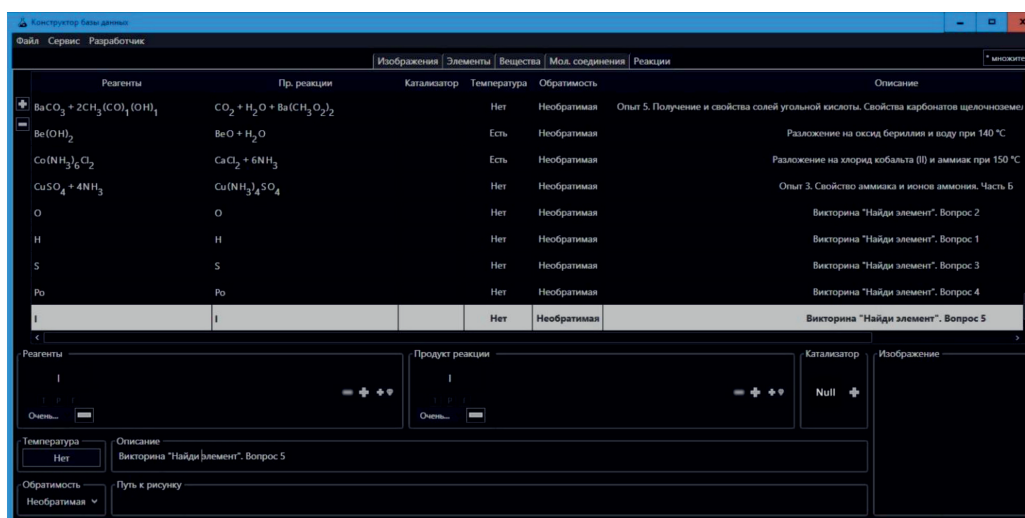 Конструктор базы данных
Файл Сервис Разработчик
Изображения Элементы Вещества Мол. соединения Реакции
* множите
Реагенты Пр. реакции Катализатор Температура Обратимость Описание
BaCO3 + 2CH3(CO)1(OH)1 CO2 + H2O + Ba(CH3O2)2 Нет Необратимая Опыт 5. Получение и свойства солей угольной кислоты. Свойства карбонатов щелочноземел
Be(OH)2 BeO + H2O Есть Необратимая Разложение на оксид бериллия и воду при 140 °C
Co(NH3)6Cl2 CaCl2 + 6NH3 Есть Необратимая Разложение на хлорид кобальта (II) и аммиак при 150 °C
CuSO4 + 4NH3 Cu(NH3)4SO4 Нет Необратимая Опыт 3. Свойство аммиака и ионов аммония. Часть Б
O O Нет Необратимая Викторина "Найди элемент". Вопрос 2
H H Нет Необратимая Викторина "Найди элемент". Вопрос 1
S S Нет Необратимая Викторина "Найди элемент". Вопрос 3
Po Po Нет Необратимая Викторина "Найди элемент". Вопрос 4
I I Нет Необратимая Викторина "Найди элемент". Вопрос 5
Реагенты Продукт реакции Катализатор Изображение
I I
Null
Очень... Очень...
Температура Описание
Нет Викторина "Найди элемент". Вопрос 5
Обратимость Путь к рисунку
Необратимая